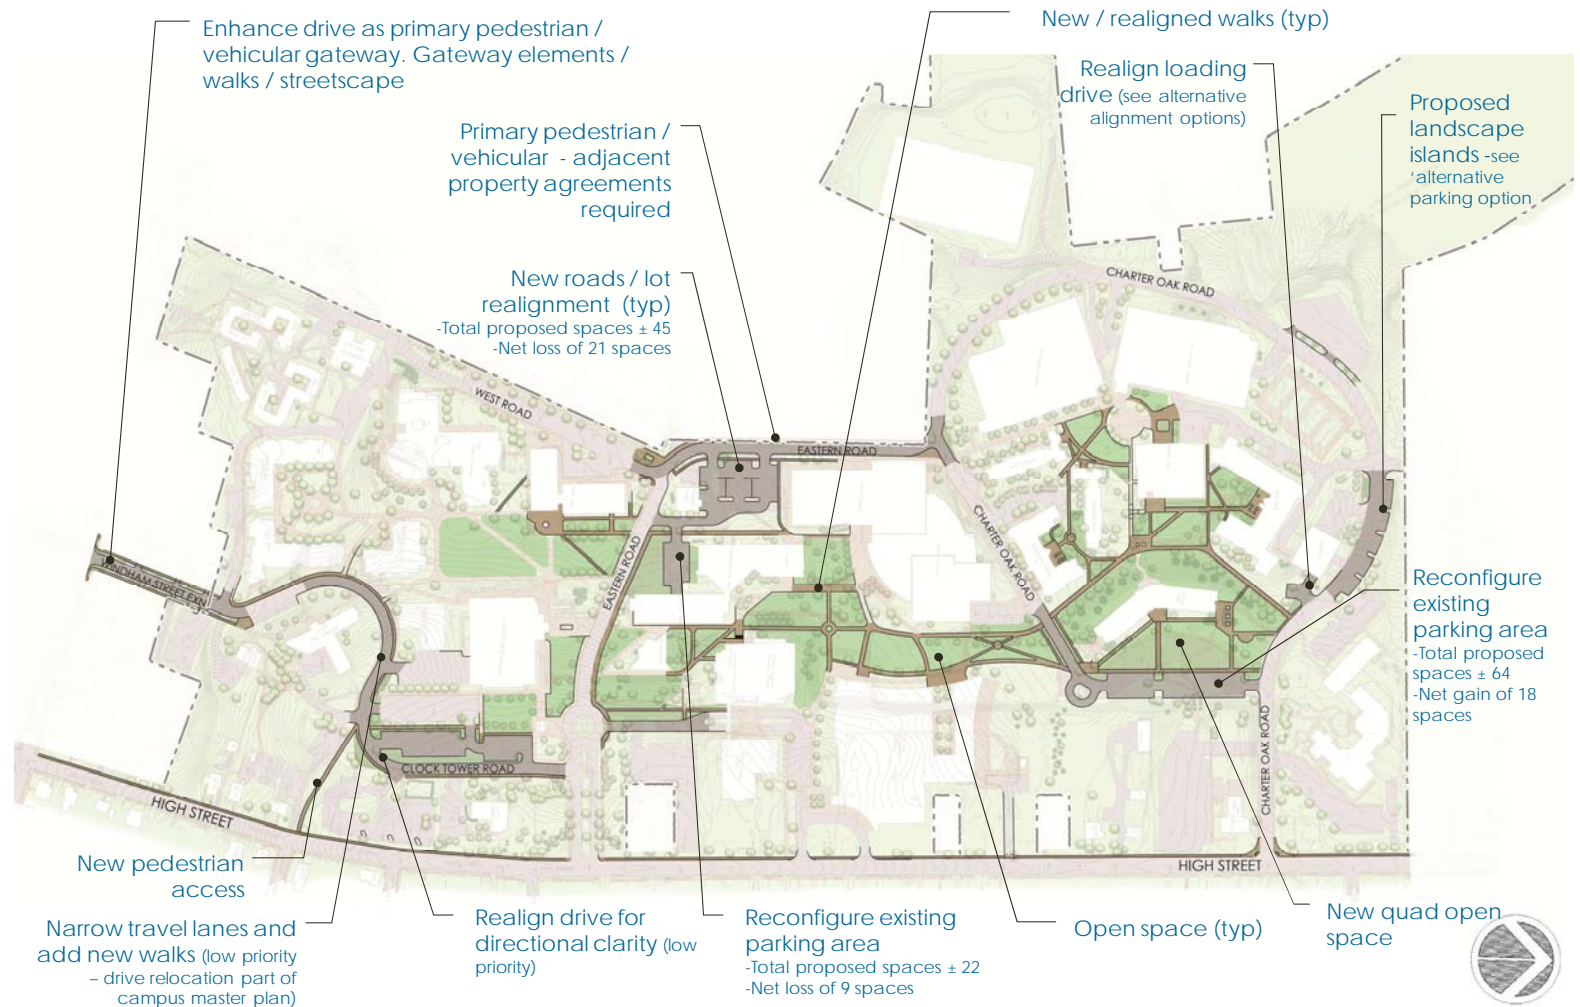 Enhance drive as primary pedestrian /
vehicular gateway. Gateway elements /
walks / streetscape
New / realigned walks (typ)
Realign loading
drive (see alternative
alignment options)
Proposed
landscape
islands -see
‘alternative
parking option
Primary pedestrian /
vehicular - adjacent
property agreements
required
New roads / lot
realignment (typ)
-Total proposed spaces ± 45
-Net loss of 21 spaces
CHARTER OAK ROAD
WEST ROAD
EASTERN ROAD
CHARTER OAK ROAD
EASTERN ROAD
WINDHAM STREET EXN
Reconfigure
existing
parking area
-Total proposed
spaces ± 64
-Net gain of 18
spaces
CHARTER OAK ROAD
CLOCK TOWER ROAD
HIGH STREET
HIGH STREET
New pedestrian
access
Narrow travel lanes and
add new walks (low priority
– drive relocation part of
campus master plan)
Realign drive for
directional clarity (low
priority)
Reconfigure existing
parking area
-Total proposed spaces ± 22
-Net loss of 9 spaces
Open space (typ)
New quad open
space